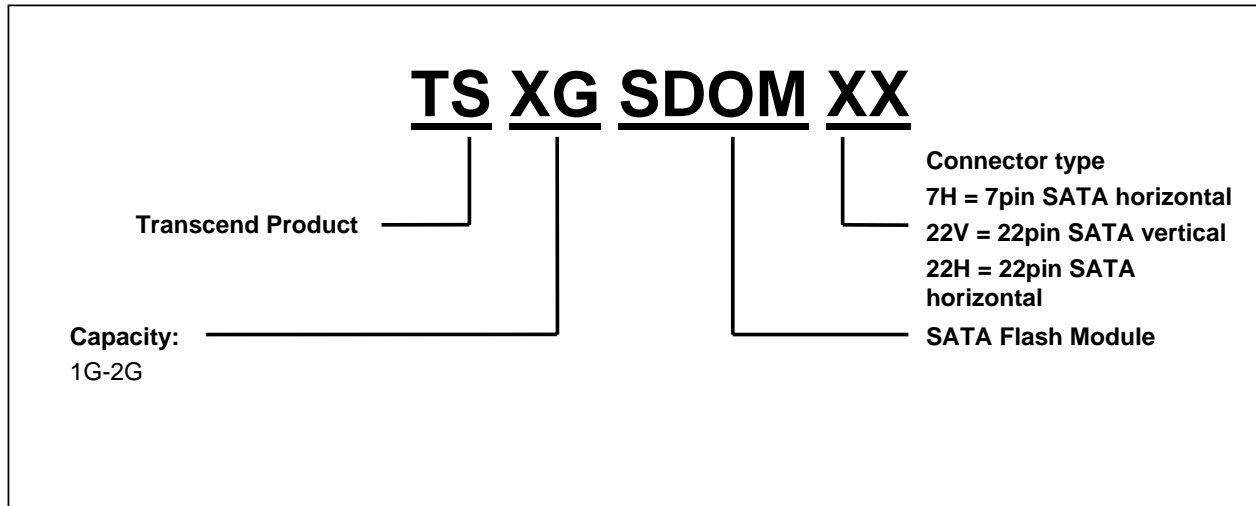 TS XG SDOM XX
Connector type
7H = 7pin SATA horizontal
22V = 22pin SATA vertical
22H = 22pin SATA
horizontal
Transcend Product
Capacity:
1G-2G
SATA Flash Module